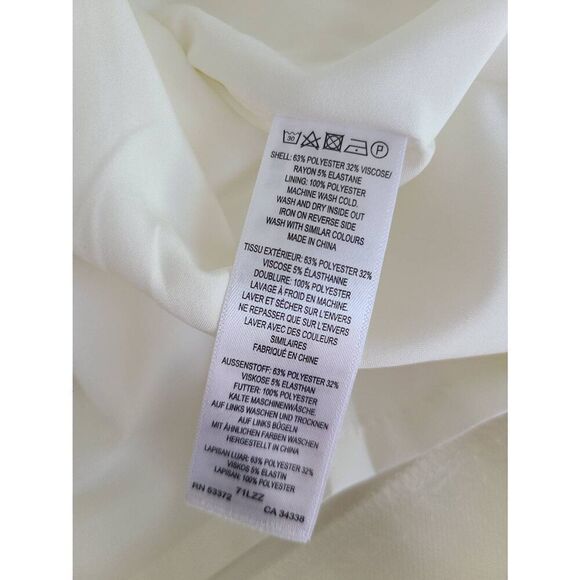 30 P
SHELL: 63% POLYESTER 32% VISCOSE/
RAYON 5% ELASTANE
LINING: 100% POLYESTER
MACHINE WASH COLD.
WASH AND DRY INSIDE OUT
IRON ON REVERSE SIDE
WASH WITH SIMILAR COLOURS
MADE IN CHINA
TISSU EXTÉRIEUR: 63% POLYESTER 32%
VISCOSE 5% ÉLASTHANNE
DOUBLURE: 100% POLYESTER
LAVAGE À FROID EN MACHINE.
LAVER ET SÉCHER SUR L'ENVERS
NE REPASSER QUE SUR L'ENVERS
LAVER AVEC DES COULEURS
SIMILAIRES
FABRIQUÉ EN CHINE
AUSSENSTOFF: 63% POLYESTER 32%
VISKOSE 5% ELASTHAN
FUTTER: 100% POLYESTER
KALTE MASCHINENWÄSCHE
AUF LINKS WASCHEN UND TROCKNEN
AUF LINKS BÜGELN
MIT ÄHNLICHEN FARBEN WASCHEN
HERGESTELLT IN CHINA
LAPISAN LUAR: 63% POLYESTER 32%
VISKOS 5% ELASTIN
LAPISAN: 100% POLYESTER
RN 63372 71LZZ CA 34338